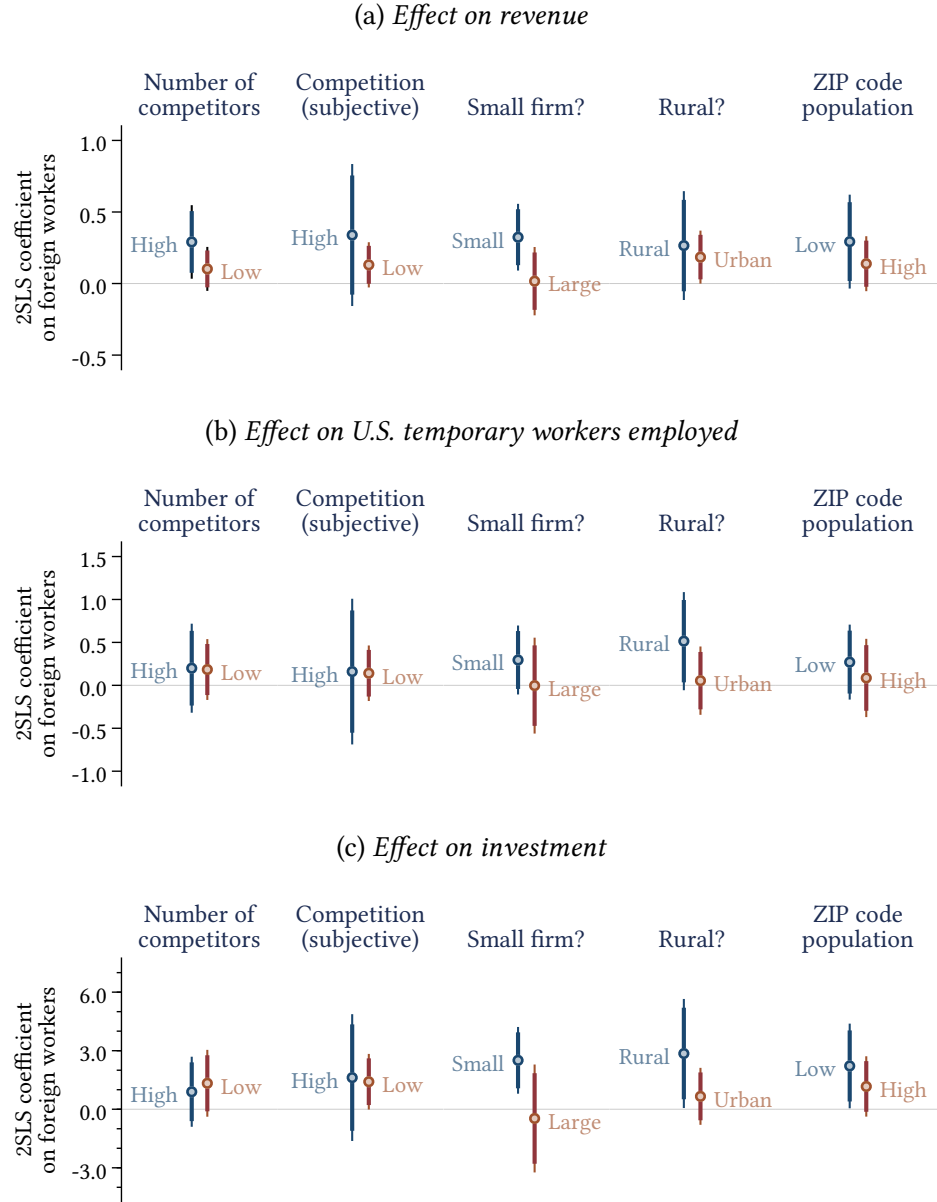 (a) Effect on revenue
Number of competitors
Competition (subjective)
Small firm?
Rural?
ZIP code population
2SLS coefficient
on foreign workers
1.0
0.5
0.0
-0.5
High
Low
High
Low
Small
Large
Rural
Urban
Low
High
(b) Effect on U.S. temporary workers employed
Number of competitors
Competition (subjective)
Small firm?
Rural?
ZIP code population
2SLS coefficient
on foreign workers
1.5
1.0
0.5
0.0
-0.5
-1.0
High
Low
High
Low
Small
Large
Rural
Urban
Low
High
(c) Effect on investment
Number of competitors
Competition (subjective)
Small firm?
Rural?
ZIP code population
2SLS coefficient
on foreign workers
6.0
3.0
0.0
-3.0
High
Low
High
Low
Small
Large
Rural
Urban
Low
High